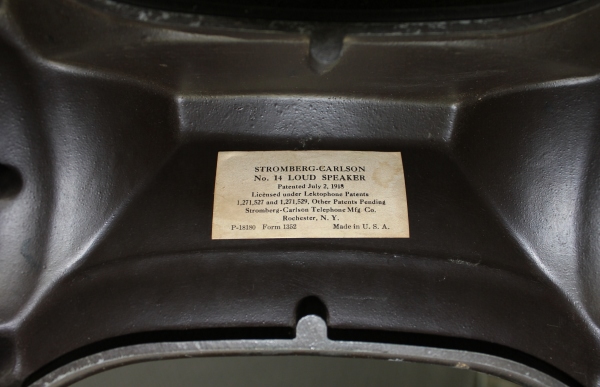 STROMBERG-CARLSON
No. 14 LOUD SPEAKER
Patented July 2, 1918
Licensed under Lektophone Patents
1,271,527 and 1,271,529, Other Patents Pending
Stromberg-Carlson Telephone Mfg Co.
Rochester, N. Y.
P-18180 Form 1352 Made in U. S. A.